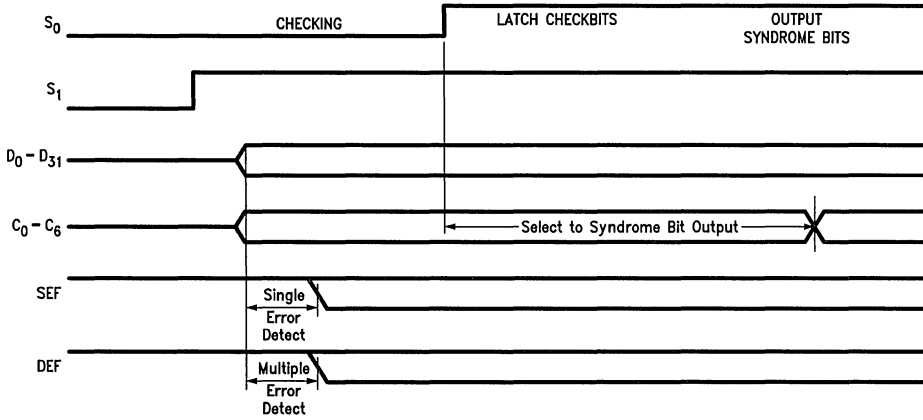 S0 CHECKING LATCH CHECKBITS OUTPUT
SYNDROME BITS
S1
D0 – D31
C0 – C6 Select to Syndrome Bit Output
SEF Single
Error
Detect
DEF Multiple
Error
Detect